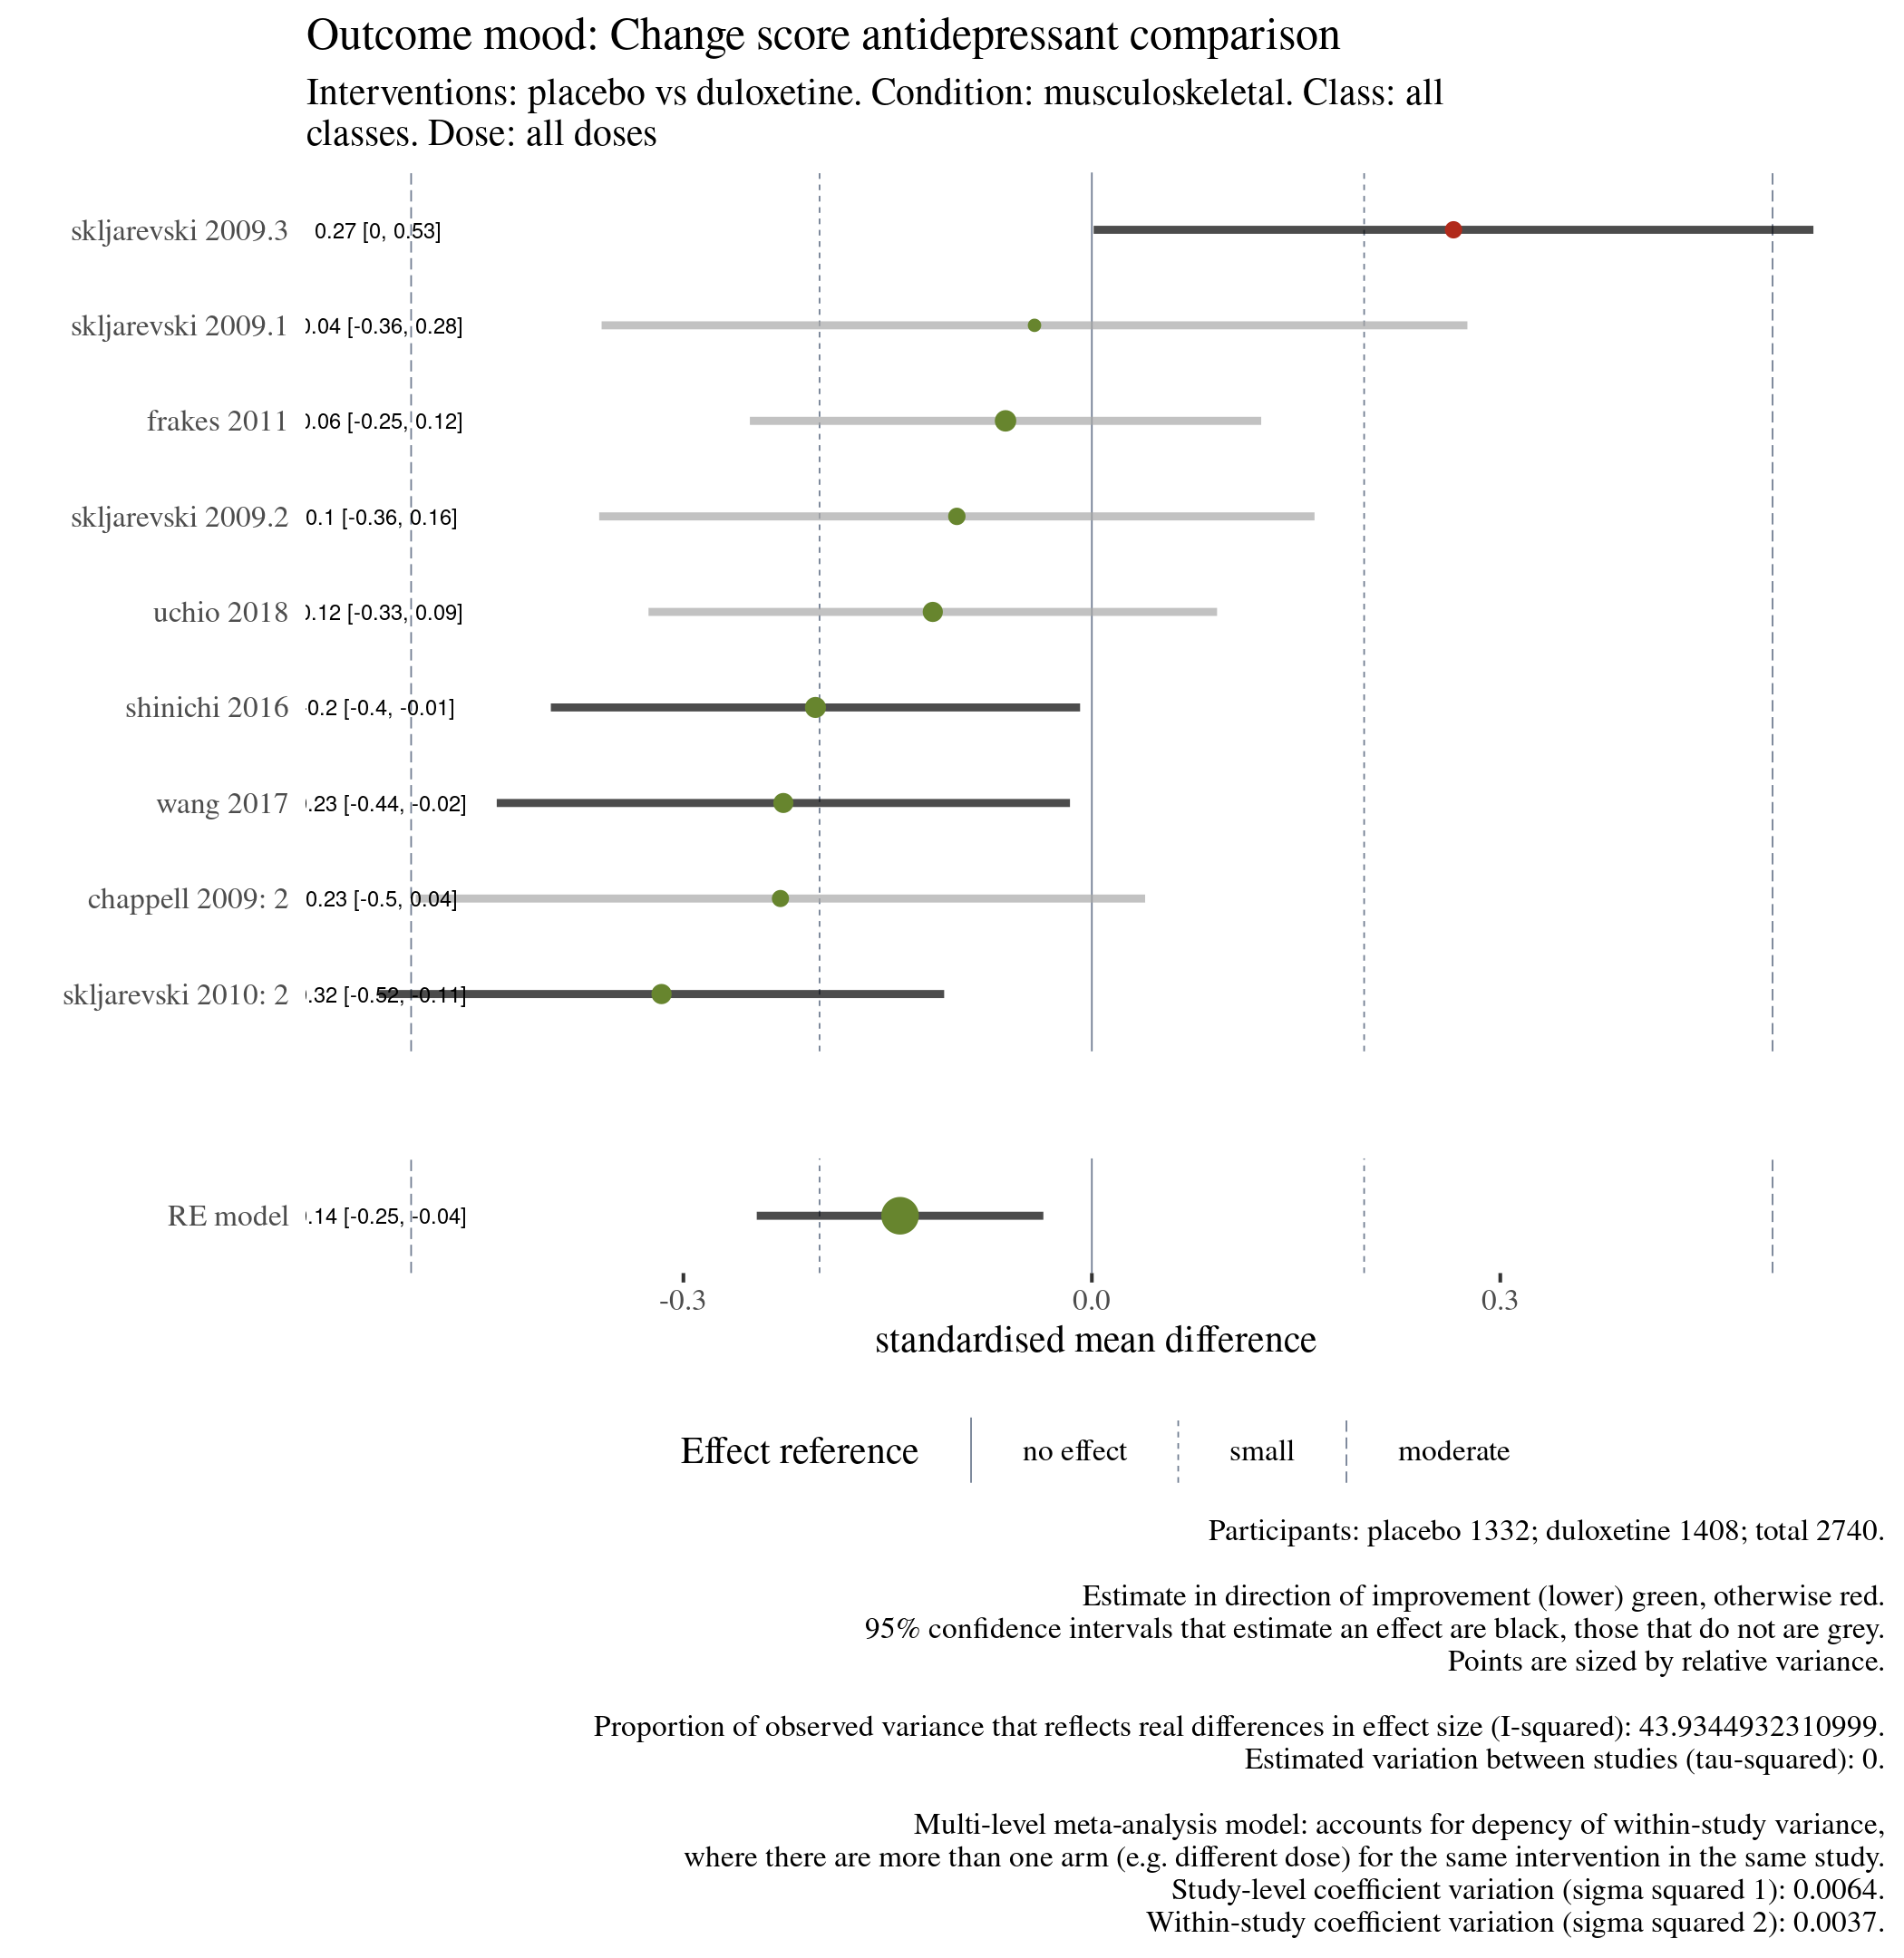 Outcome mood: Change score antidepressant comparison
Interventions: placebo vs duloxetine. Condition: musculoskeletal. Class: all
classes. Dose: all doses
skljarevski 2009.3 0.27 [0, 0.53]
skljarevski 2009.1 0.04 [-0.36, 0.28]
frakes 2011 0.06 [-0.25, 0.12]
skljarevski 2009.2 0.1 [-0.36, 0.16]
uchio 2018 0.12 [-0.33, 0.09]
shinichi 2016 -0.2 [-0.4, -0.01]
wang 2017 .23 [-0.44, -0.02]
chappell 2009: 2 0.23 [-0.5, 0.04]
skljarevski 2010: 2 .32 [-0.52, -0.11]
RE model .14 [-0.25, -0.04]
-0.3 0.0 0.3
standardised mean difference
Effect reference no effect small moderate
Participants: placebo 1332; duloxetine 1408; total 2740.
Estimate in direction of improvement (lower) green, otherwise red.
95% confidence intervals that estimate an effect are black, those that do not are grey.
Points are sized by relative variance.
Proportion of observed variance that reflects real differences in effect size (I-squared): 43.9344932310999.
Estimated variation between studies (tau-squared): 0.
Multi-level meta-analysis model: accounts for depency of within-study variance,
where there are more than one arm (e.g. different dose) for the same intervention in the same study.
Study-level coefficient variation (sigma squared 1): 0.0064.
Within-study coefficient variation (sigma squared 2): 0.0037.